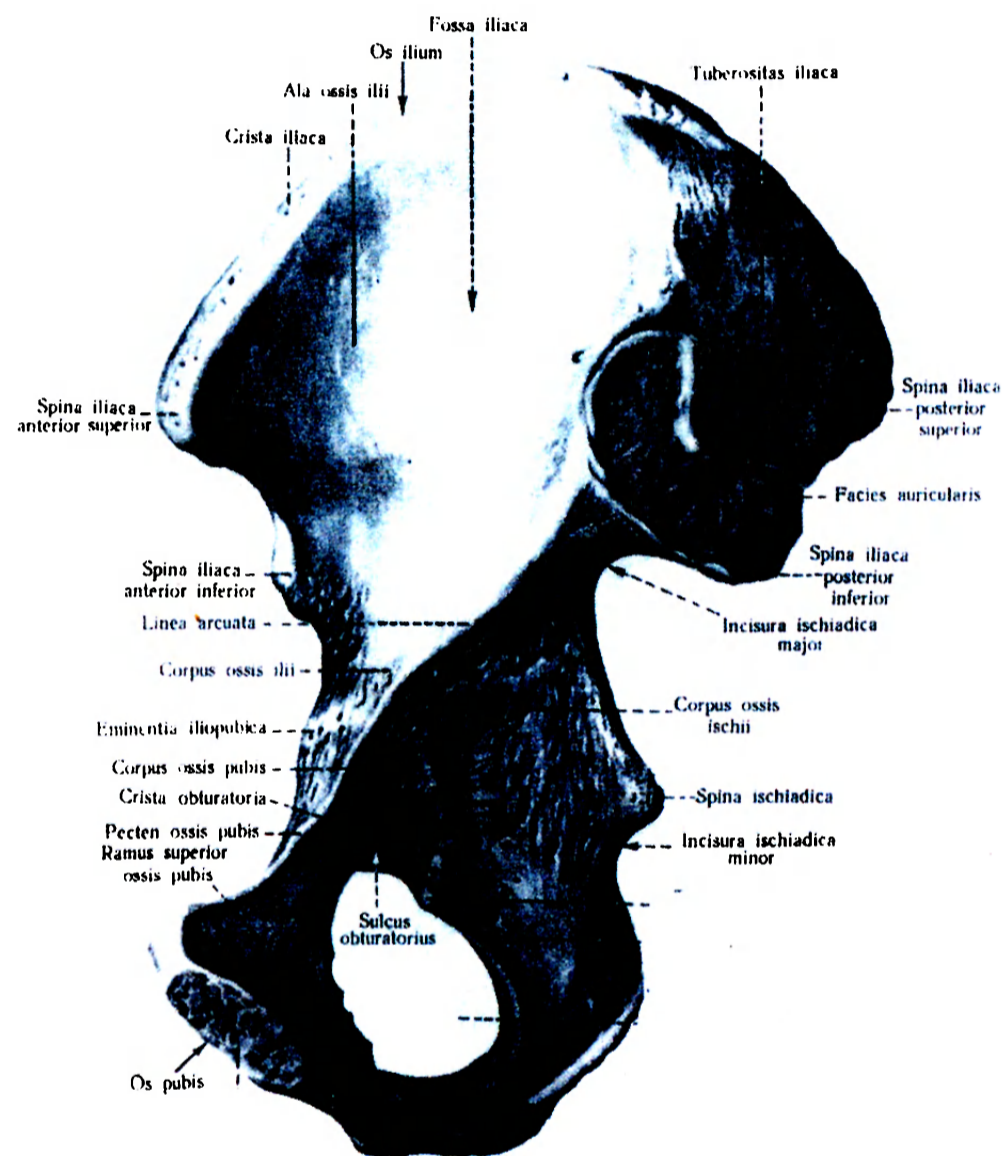 Fossa iliaca
Os ilium
Tuberositas iliaca
Ala ossis ilii
Crista iliaca
Spina iliaca
anterior superior
Spina iliaca
posterior
superior
Facies auricularis
Spina iliaca
posterior
inferior
Spina iliaca
anterior inferior
Linea arcuata
Incisura ischiadica
major
Corpus ossis ilii
Corpus ossis
ischii
Eminentia iliopubica
Corpus ossis pubis
Crista obturatoria
Spina ischiadica
Pecten ossis pubis
Ramus superior
ossis pubis
Incisura ischiadica
minor
Sulcus
obturatorius
Os pubis